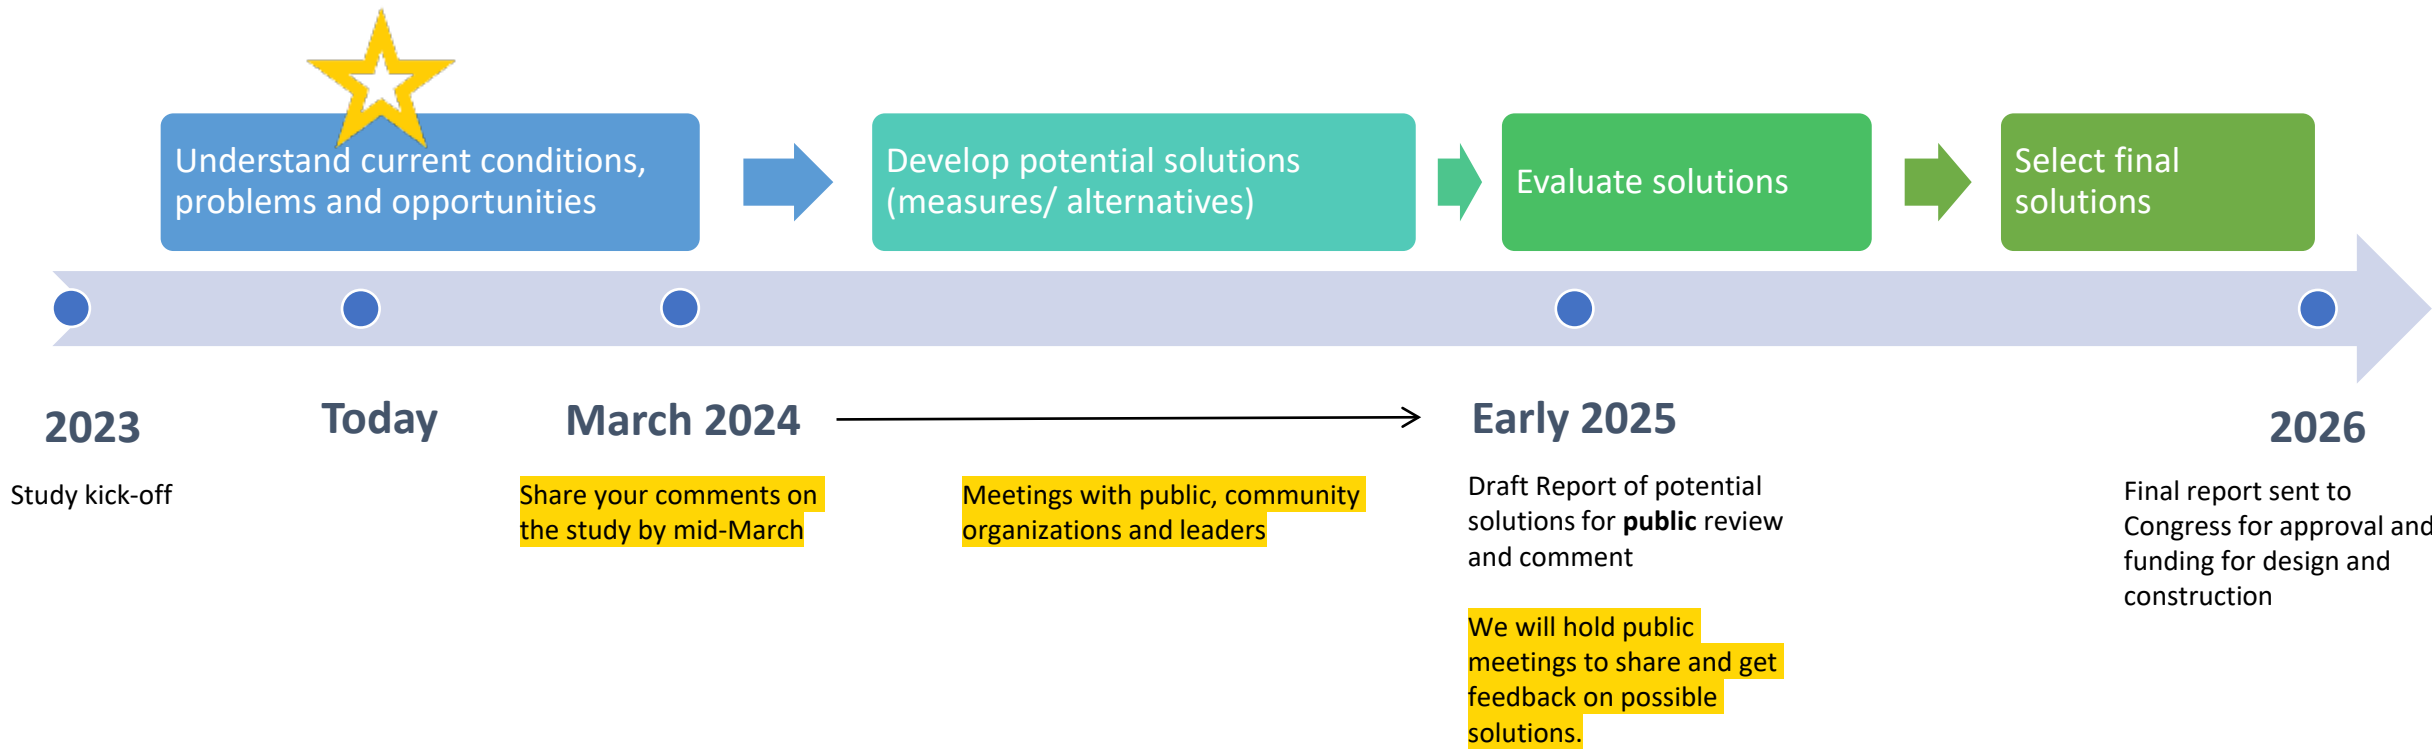 Understand current conditions,
problems and opportunities
Develop potential solutions
(measures/ alternatives)
Evaluate solutions
Select final
solutions
2023
Study kick-off
Today
March 2024
Share your comments on
the study by mid-March
Meetings with public, community
organizations and leaders
Early 2025
Draft Report of potential
solutions for public review
and comment
We will hold public
meetings to share and get
feedback on possible
solutions.
2026
Final report sent to
Congress for approval and
funding for design and
construction